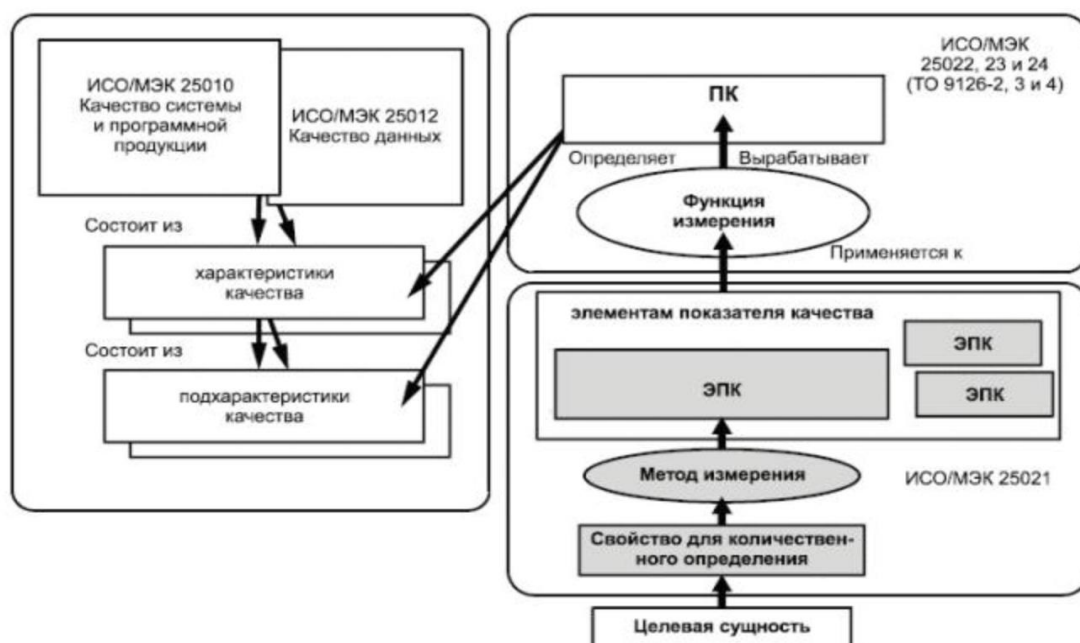 ИСО/МЭК 25010
Качество системы
и программной
продукции
ИСО/МЭК 25012
Качество данных
Состоит из
характеристики
качества
Состоит из
подхарактеристики
качества
ИСО/МЭК
25022, 23 и 24
(ТО 9126-2, 3 и 4)
ПК
Определяет
Вырабатывает
Функция
измерения
Применяется к
элементам показателя качества
ЭПК
ЭПК
ЭПК
Метод измерения
ИСО/МЭК 25021
Свойство для количествен-
ного определения
Целевая сущность